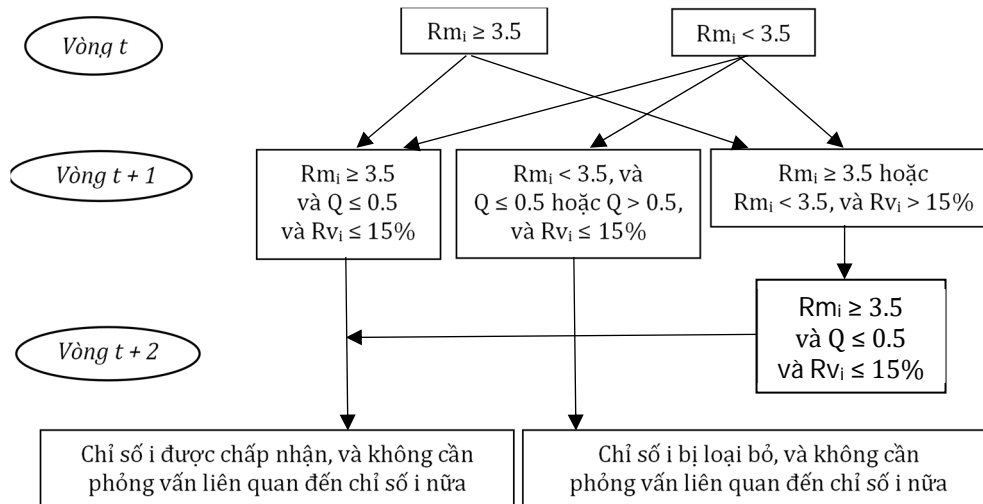 Vòng t
Rmᵢ ≥ 3.5
Rmᵢ < 3.5
Vòng t + 1
Rmᵢ ≥ 3.5
và Q ≤ 0.5
và Rvᵢ ≤ 15%
Rmᵢ < 3.5, và
Q ≤ 0.5 hoặc Q > 0.5,
và Rvᵢ ≤ 15%
Rmᵢ ≥ 3.5 hoặc
Rmᵢ < 3.5, và Rvᵢ > 15%
Vòng t + 2
Rmᵢ ≥ 3.5
và Q ≤ 0.5
và Rvᵢ ≤ 15%
Chỉ số i được chấp nhận, và không cần
phỏng vấn liên quan đến chỉ số i nữa
Chỉ số i bị loại bỏ, và không cần
phỏng vấn liên quan đến chỉ số i nữa